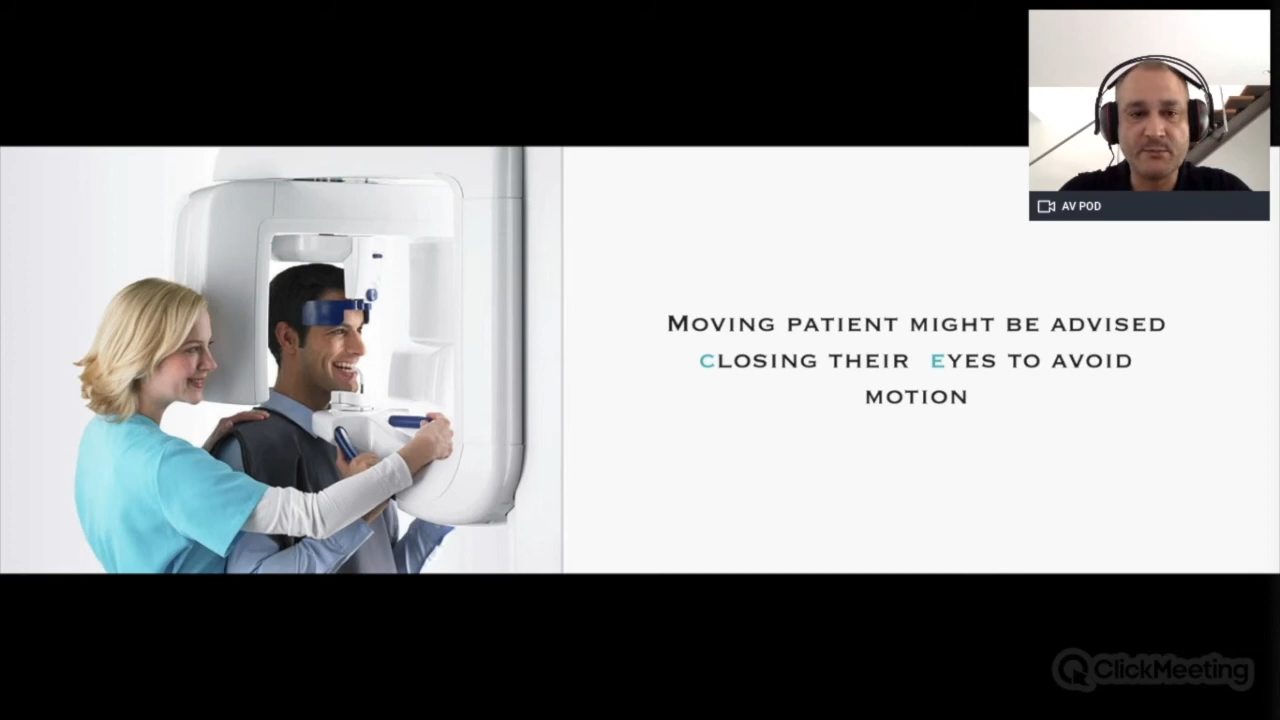 AV POD
MOVING PATIENT MIGHT BE ADVISED
CLOSING THEIR EYES TO AVOID
MOTION
ClickMeeting